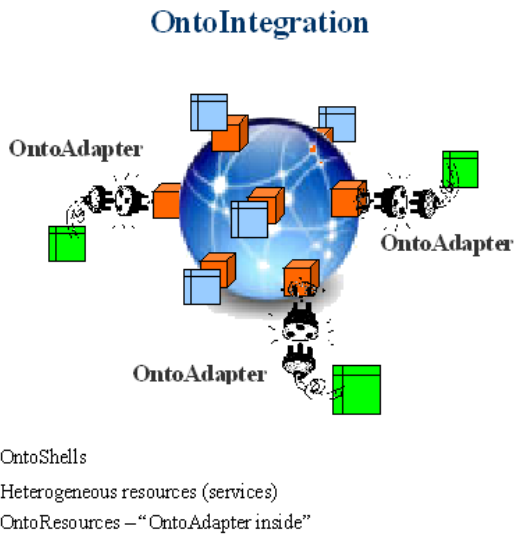 OntoIntegration
OntoAdapter
OntoAdapter
OntoAdapter
OntoShells
Heterogeneous resources (services)
OntoResources – “OntoAdapter inside”